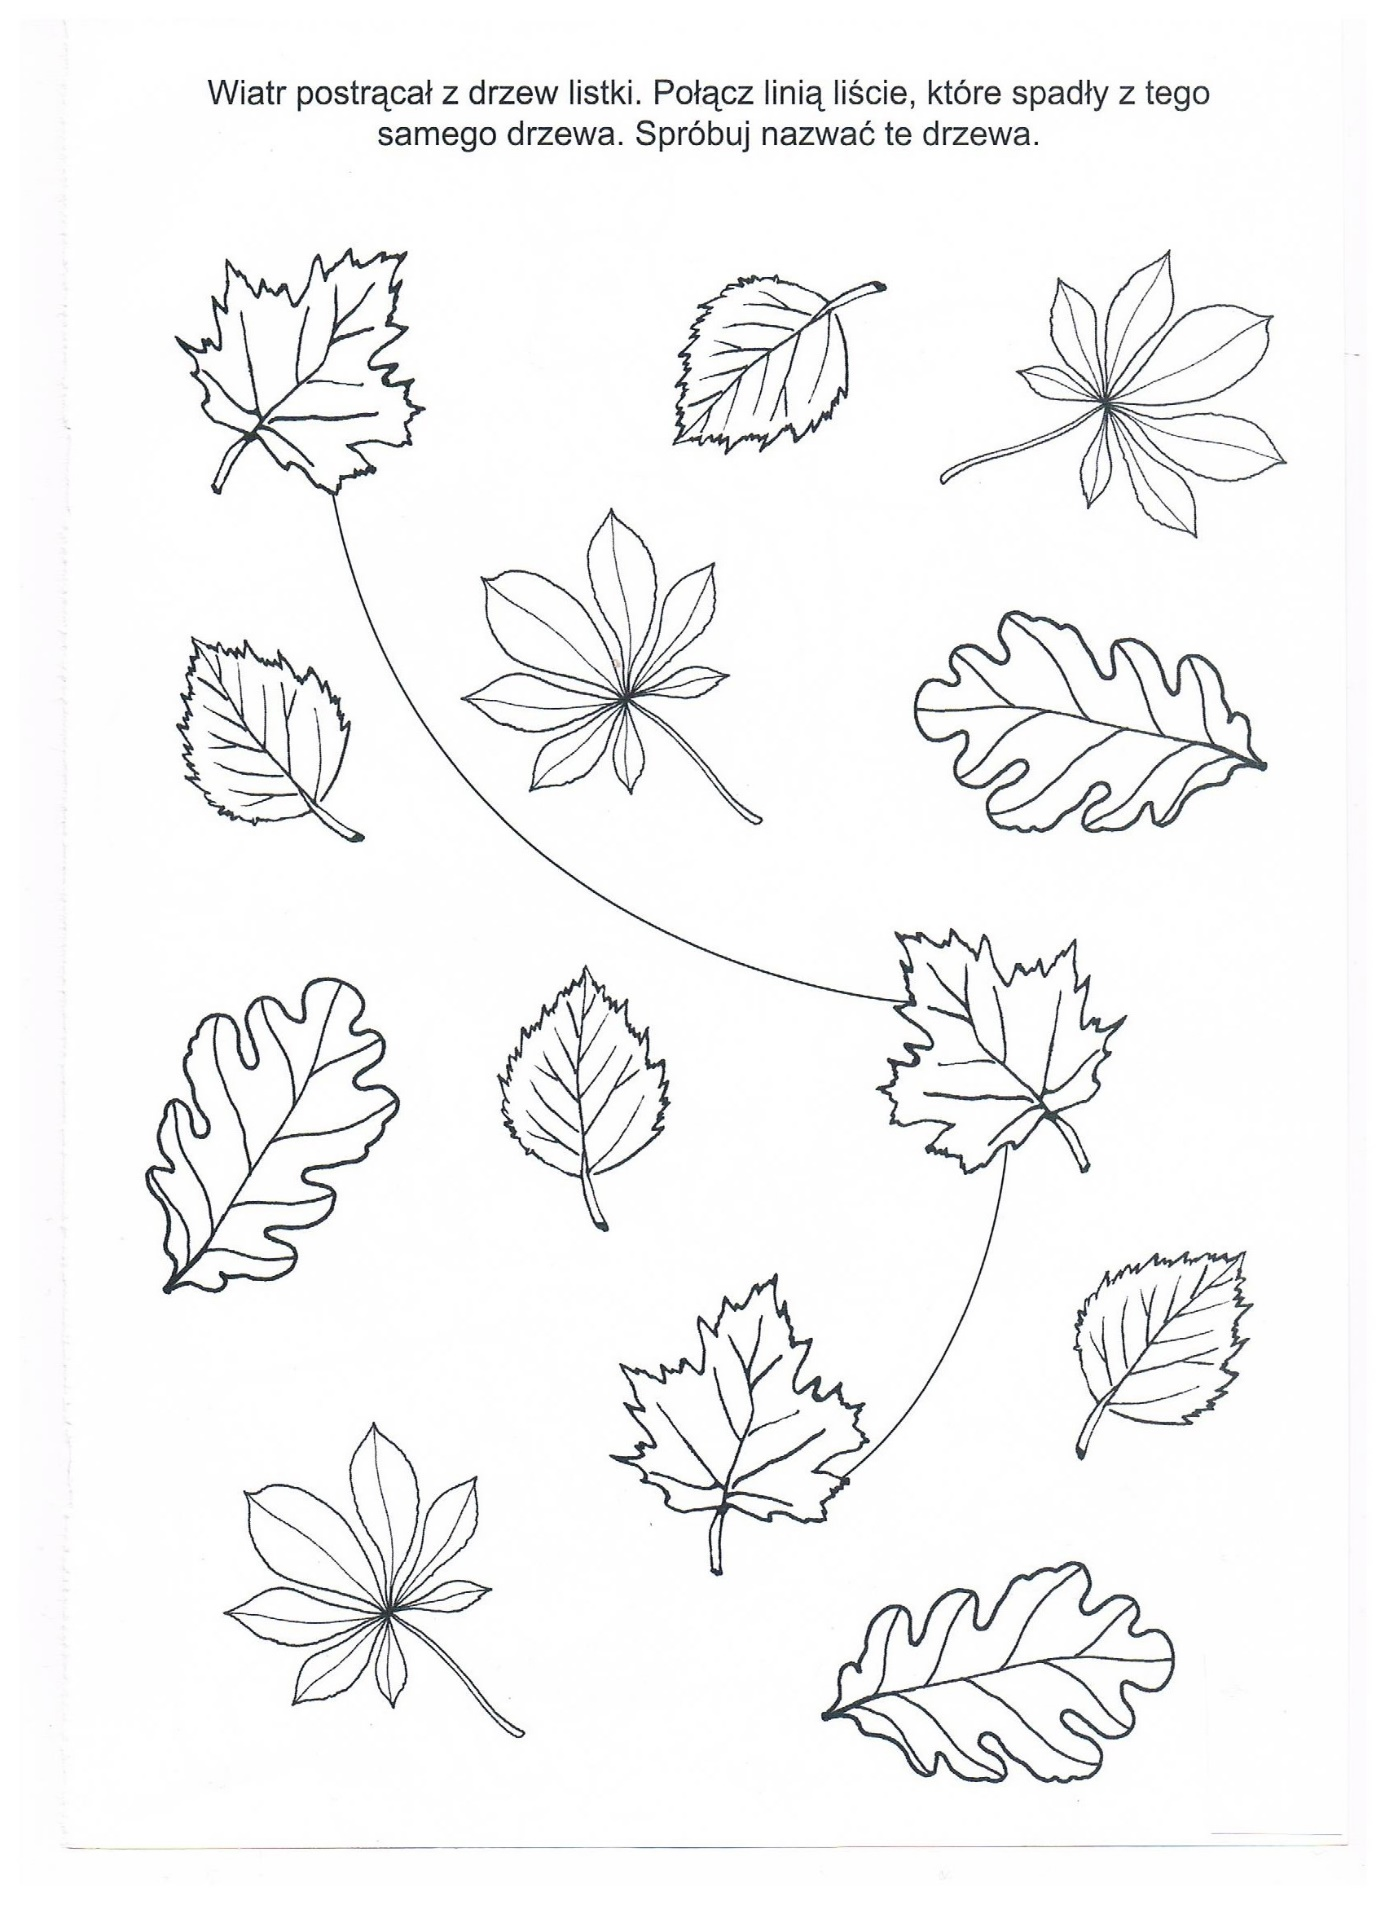 Wiatr postrącał z drzew listki. Połącz linią liście, które spadły z tego
samego drzewa. Spróbuj nazwać te drzewa.